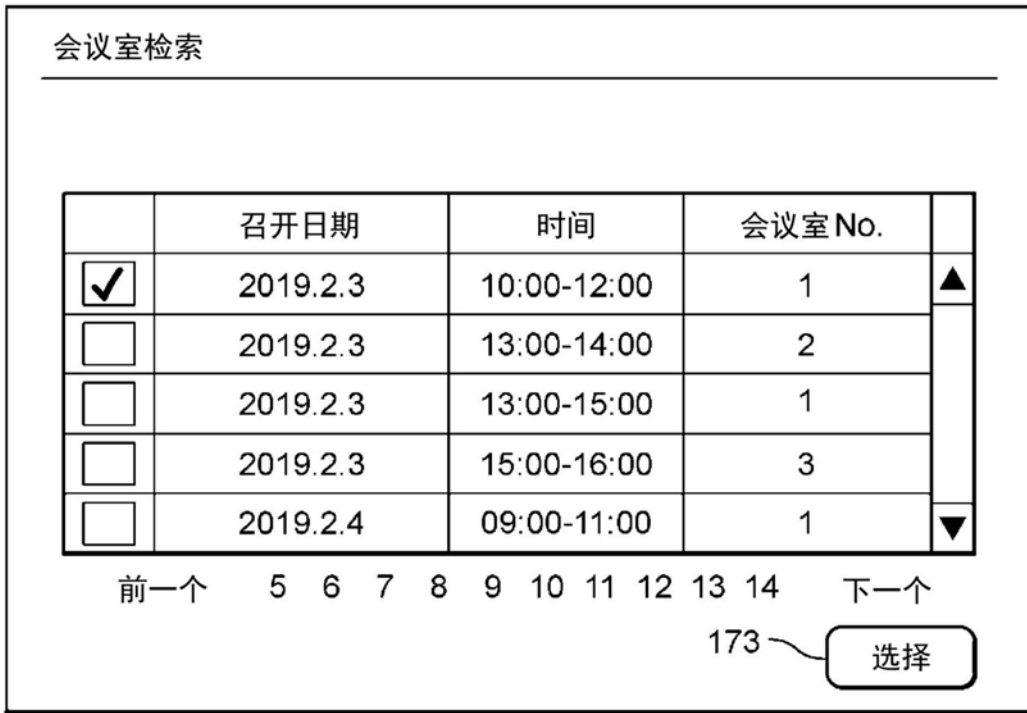 会议室检索
召开日期 时间 会议室No.
✓ 2019.2.3 10:00-12:00 1 ▲
2019.2.3 13:00-14:00 2
2019.2.3 13:00-15:00 1
2019.2.3 15:00-16:00 3
2019.2.4 09:00-11:00 1 ▼
前一个 5 6 7 8 9 10 11 12 13 14 下一个
173 选择